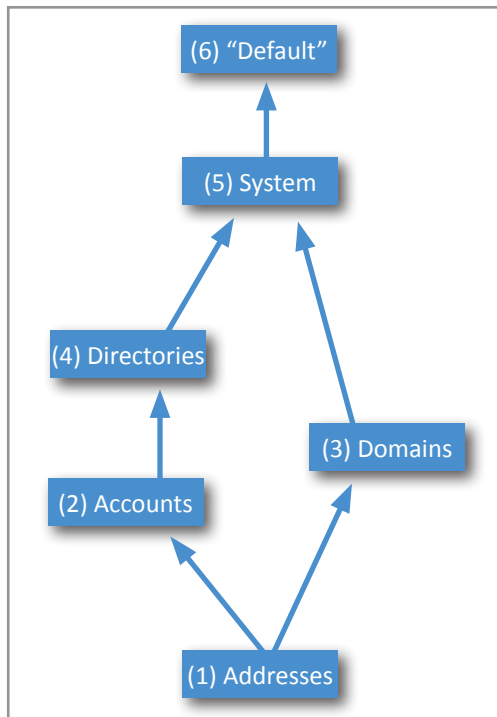 (6) “Default”
(5) System
(4) Directories
(3) Domains
(2) Accounts
(1) Addresses